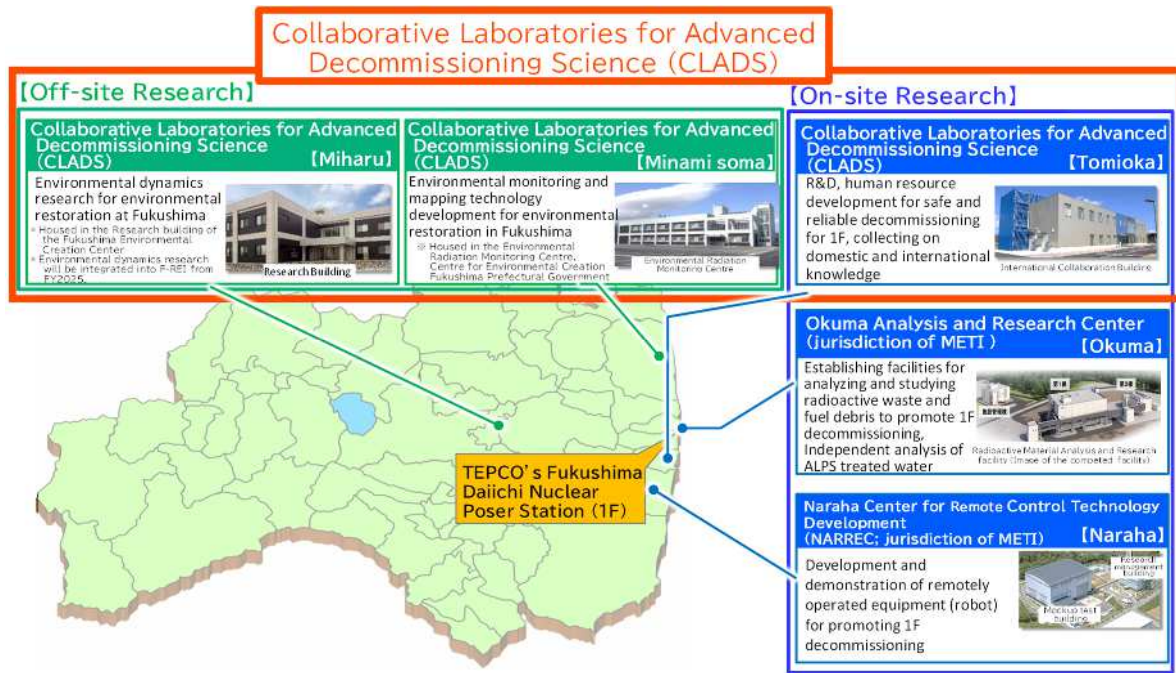 Collaborative Laboratories for Advanced
Decommissioning Science (CLADS)
【Off-site Research】
Collaborative Laboratories for Advanced
Decommissioning Science
(CLADS) 【Miharu】
Environmental dynamics
research for environmental
restoration at Fukushima
* Housed in the Research building of
the Fukushima Environmental
Creation Center
* Environmental dynamics research
will be integrated into F-REI from
FY2025.
Research Building
Collaborative Laboratories for Advanced
Decommissioning Science
(CLADS) 【Minami soma】
Environmental monitoring and
mapping technology
development for environmental
restoration in Fukushima
※ Housed in the Environmental
Radiation Monitoring Centre,
Centre for Environmental Creation
Fukushima Prefectural Government
Environmental Radiation
Monitoring Centre
【On-site Research】
Collaborative Laboratories for Advanced
Decommissioning Science
(CLADS) 【Tomioka】
R&D, human resource
development for safe and
reliable decommissioning
for 1F, collecting on
domestic and international
knowledge
International Collaboration Building
Okuma Analysis and Research Center
(jurisdiction of METI ) 【Okuma】
Establishing facilities for
analyzing and studying
radioactive waste and
fuel debris to promote 1F
decommissioning,
Independent analysis of
ALPS treated water
Radioactive Material Analysis and Research
facility (Image of the competed facility)
Naraha Center for Remote Control Technology
Development
(NARREC; jurisdiction of METI) 【Naraha】
Development and
demonstration of remotely
operated equipment (robot)
for promoting 1F
decommissioning
Research
management
building
Mockup test
building
TEPCO's Fukushima
Daiichi Nuclear
Poser Station (1F)